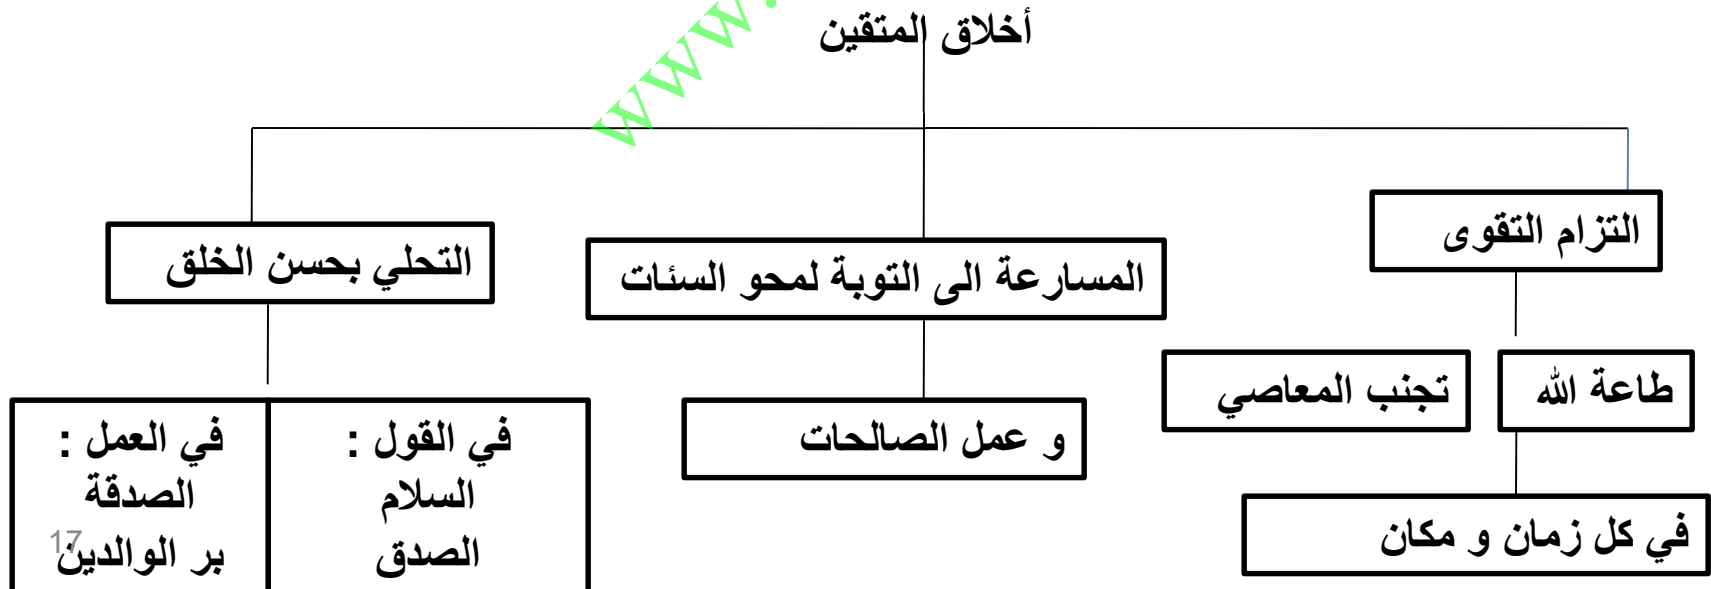 www.
أخلاق المتقين
التزام التقوى
المسارعة الى التوبة لمحو السئات
التحلي بحسن الخلق
طاعة الله
تجنب المعاصي
و عمل الصالحات
في كل زمان و مكان
في القول :
السلام
الصدق
في العمل :
الصدقة
بر الوالدين
17